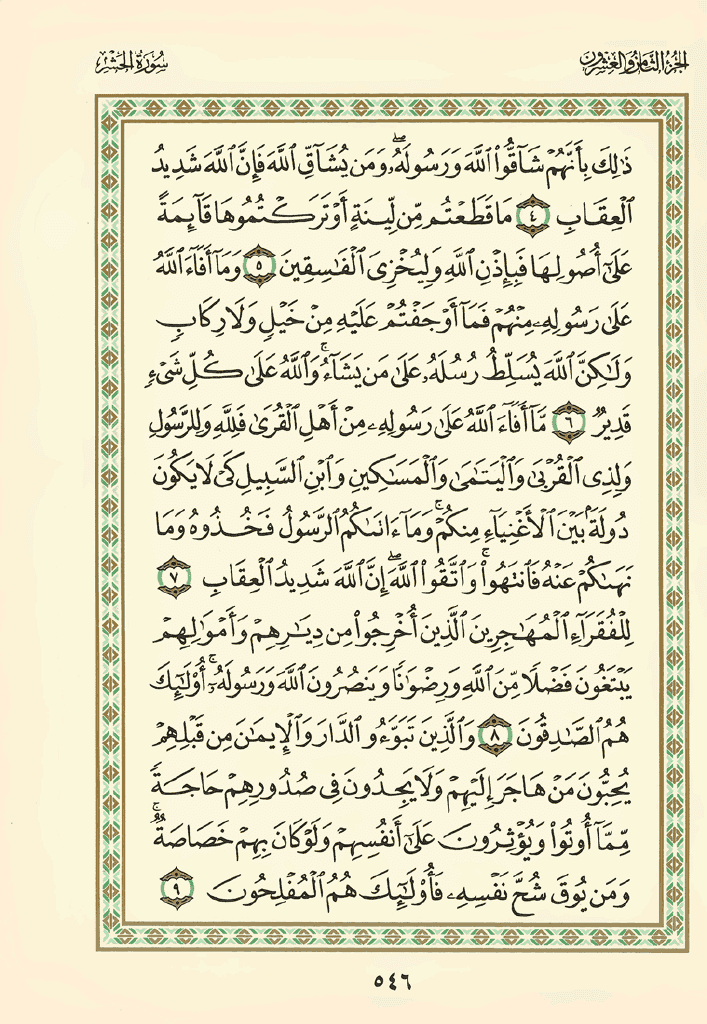 الجزء الثامن والعشرون
سورة الحشر
ذَٰلِكَ بِأَنَّهُمْ شَآقُّوا۟ ٱللَّهَ وَرَسُولَهُۥ ۖ وَمَن يُشَآقِّ ٱللَّهَ فَإِنَّ ٱللَّهَ شَدِيدُ
ٱلْعِقَابِ ٤ مَا قَطَعْتُم مِّن لِّينَةٍ أَوْ تَرَكْتُمُوهَا قَآئِمَةً
عَلَىٰٓ أُصُولِهَا فَبِإِذْنِ ٱللَّهِ وَلِيُخْزِىَ ٱلْفَـٰسِقِينَ ٥ وَمَآ أَفَآءَ ٱللَّهُ
عَلَىٰ رَسُولِهِۦ مِنْهُمْ فَمَآ أَوْجَفْتُمْ عَلَيْهِ مِنْ خَيْلٍ وَلَا رِكَابٍ
وَلَـٰكِنَّ ٱللَّهَ يُسَلِّطُ رُسُلَهُۥ عَلَىٰ مَن يَشَآءُ ۚ وَٱللَّهُ عَلَىٰ كُلِّ شَىْءٍ
قَدِيرٌ ٦ مَّآ أَفَآءَ ٱللَّهُ عَلَىٰ رَسُولِهِۦ مِنْ أَهْلِ ٱلْقُرَىٰ فَلِلَّهِ وَلِلرَّسُولِ
وَلِذِى ٱلْقُرْبَىٰ وَٱلْيَتَـٰمَىٰ وَٱلْمَسَـٰكِينِ وَٱبْنِ ٱلسَّبِيلِ كَىْ لَا يَكُونَ
دُولَةًۢ بَيْنَ ٱلْأَغْنِيَآءِ مِنكُمْ ۚ وَمَآ ءَاتَىٰكُمُ ٱلرَّسُولُ فَخُذُوهُ وَمَا
نَهَىٰكُمْ عَنْهُ فَٱنتَهُوا۟ ۚ وَٱتَّقُوا۟ ٱللَّهَ ۖ إِنَّ ٱللَّهَ شَدِيدُ ٱلْعِقَابِ ٧
لِلْفُقَرَآءِ ٱلْمُهَـٰجِرِينَ ٱلَّذِينَ أُخْرِجُوا۟ مِن دِيَـٰرِهِمْ وَأَمْوَٰلِهِمْ
يَبْتَغُونَ فَضْلًا مِّنَ ٱللَّهِ وَرِضْوَٰنًا وَيَنصُرُونَ ٱللَّهَ وَرَسُولَهُۥٓ ۚ أُو۟لَـٰٓئِكَ
هُمُ ٱلصَّـٰدِقُونَ ٨ وَٱلَّذِينَ تَبَوَّءُو ٱلدَّارَ وَٱلْإِيمَـٰنَ مِن قَبْلِهِمْ
يُحِبُّونَ مَنْ هَاجَرَ إِلَيْهِمْ وَلَا يَجِدُونَ فِى صُدُورِهِمْ حَاجَةً
مِّمَّآ أُوتُوا۟ وَيُؤْثِرُونَ عَلَىٰٓ أَنفُسِهِمْ وَلَوْ كَانَ بِهِمْ خَصَاصَةٌ ۚ
وَمَن يُوقَ شُحَّ نَفْسِهِۦ فَأُو۟لَـٰٓئِكَ هُمُ ٱلْمُفْلِحُونَ ٩
٥٤٦